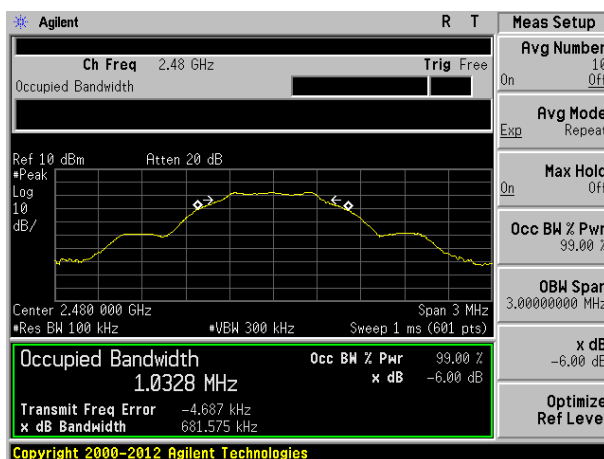 Agilent R T
Ch Freq 2.48 GHz Trig Free
Occupied Bandwidth
Ref 10 dBm Atten 20 dB
#Peak
Log
10
dB/
Center 2.480 000 GHz Span 3 MHz
#Res BW 100 kHz #VBW 300 kHz Sweep 1 ms (601 pts)
Occupied Bandwidth Occ BW % Pwr 99.00 %
1.0328 MHz x dB -6.00 dB
Transmit Freq Error -4.687 kHz
x dB Bandwidth 681.575 kHz
Copyright 2000-2012 Agilent Technologies
Meas Setup
Avg Number
10
On Off
Avg Mode
Exp Repeat
Max Hold
On Off
Occ BW % Pwr
99.00 %
OBW Span
3.00000000 MHz
x dB
-6.00 dB
Optimize
Ref Level